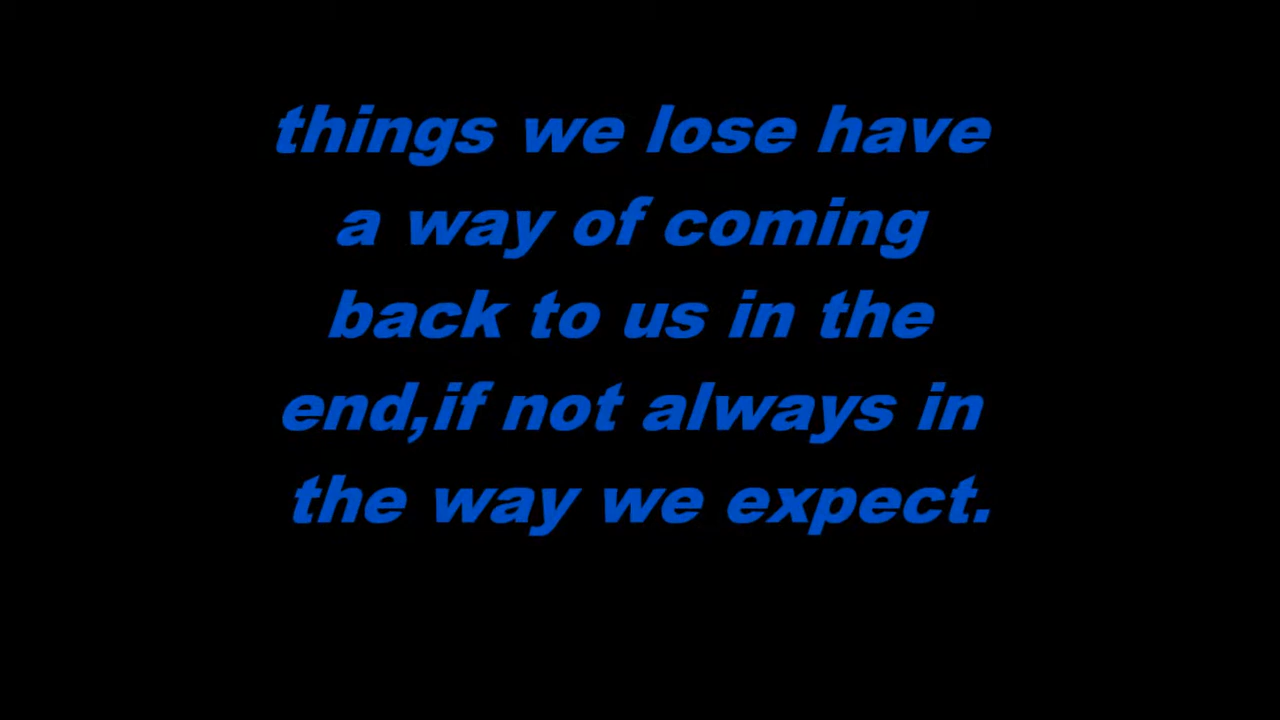 things we lose have
a way of coming
back to us in the
end,if not always in
the way we expect.